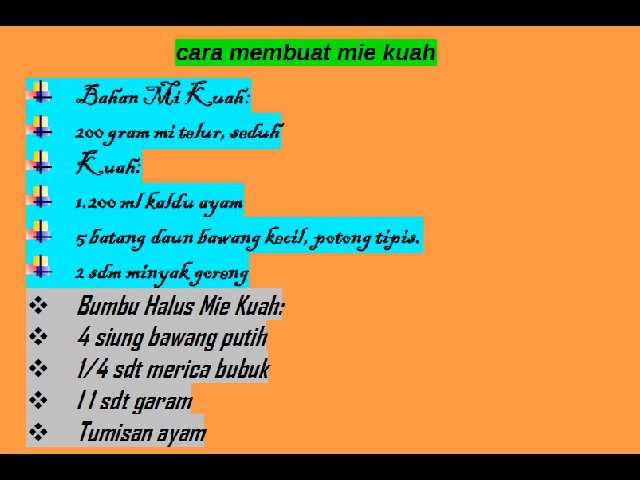 cara membuat mie kuah
Bahan Mi Kuah:
200 gram mi telur, seduh
Kuah:
1.200 ml kaldu ayam
5 batang daun bawang kecil, potong tipis.
2 sdm minyak goreng
Bumbu Halus Mie Kuah:
4 siung bawang putih
1/4 sdt merica bubuk
1 1 sdt garam
Tumisan ayam